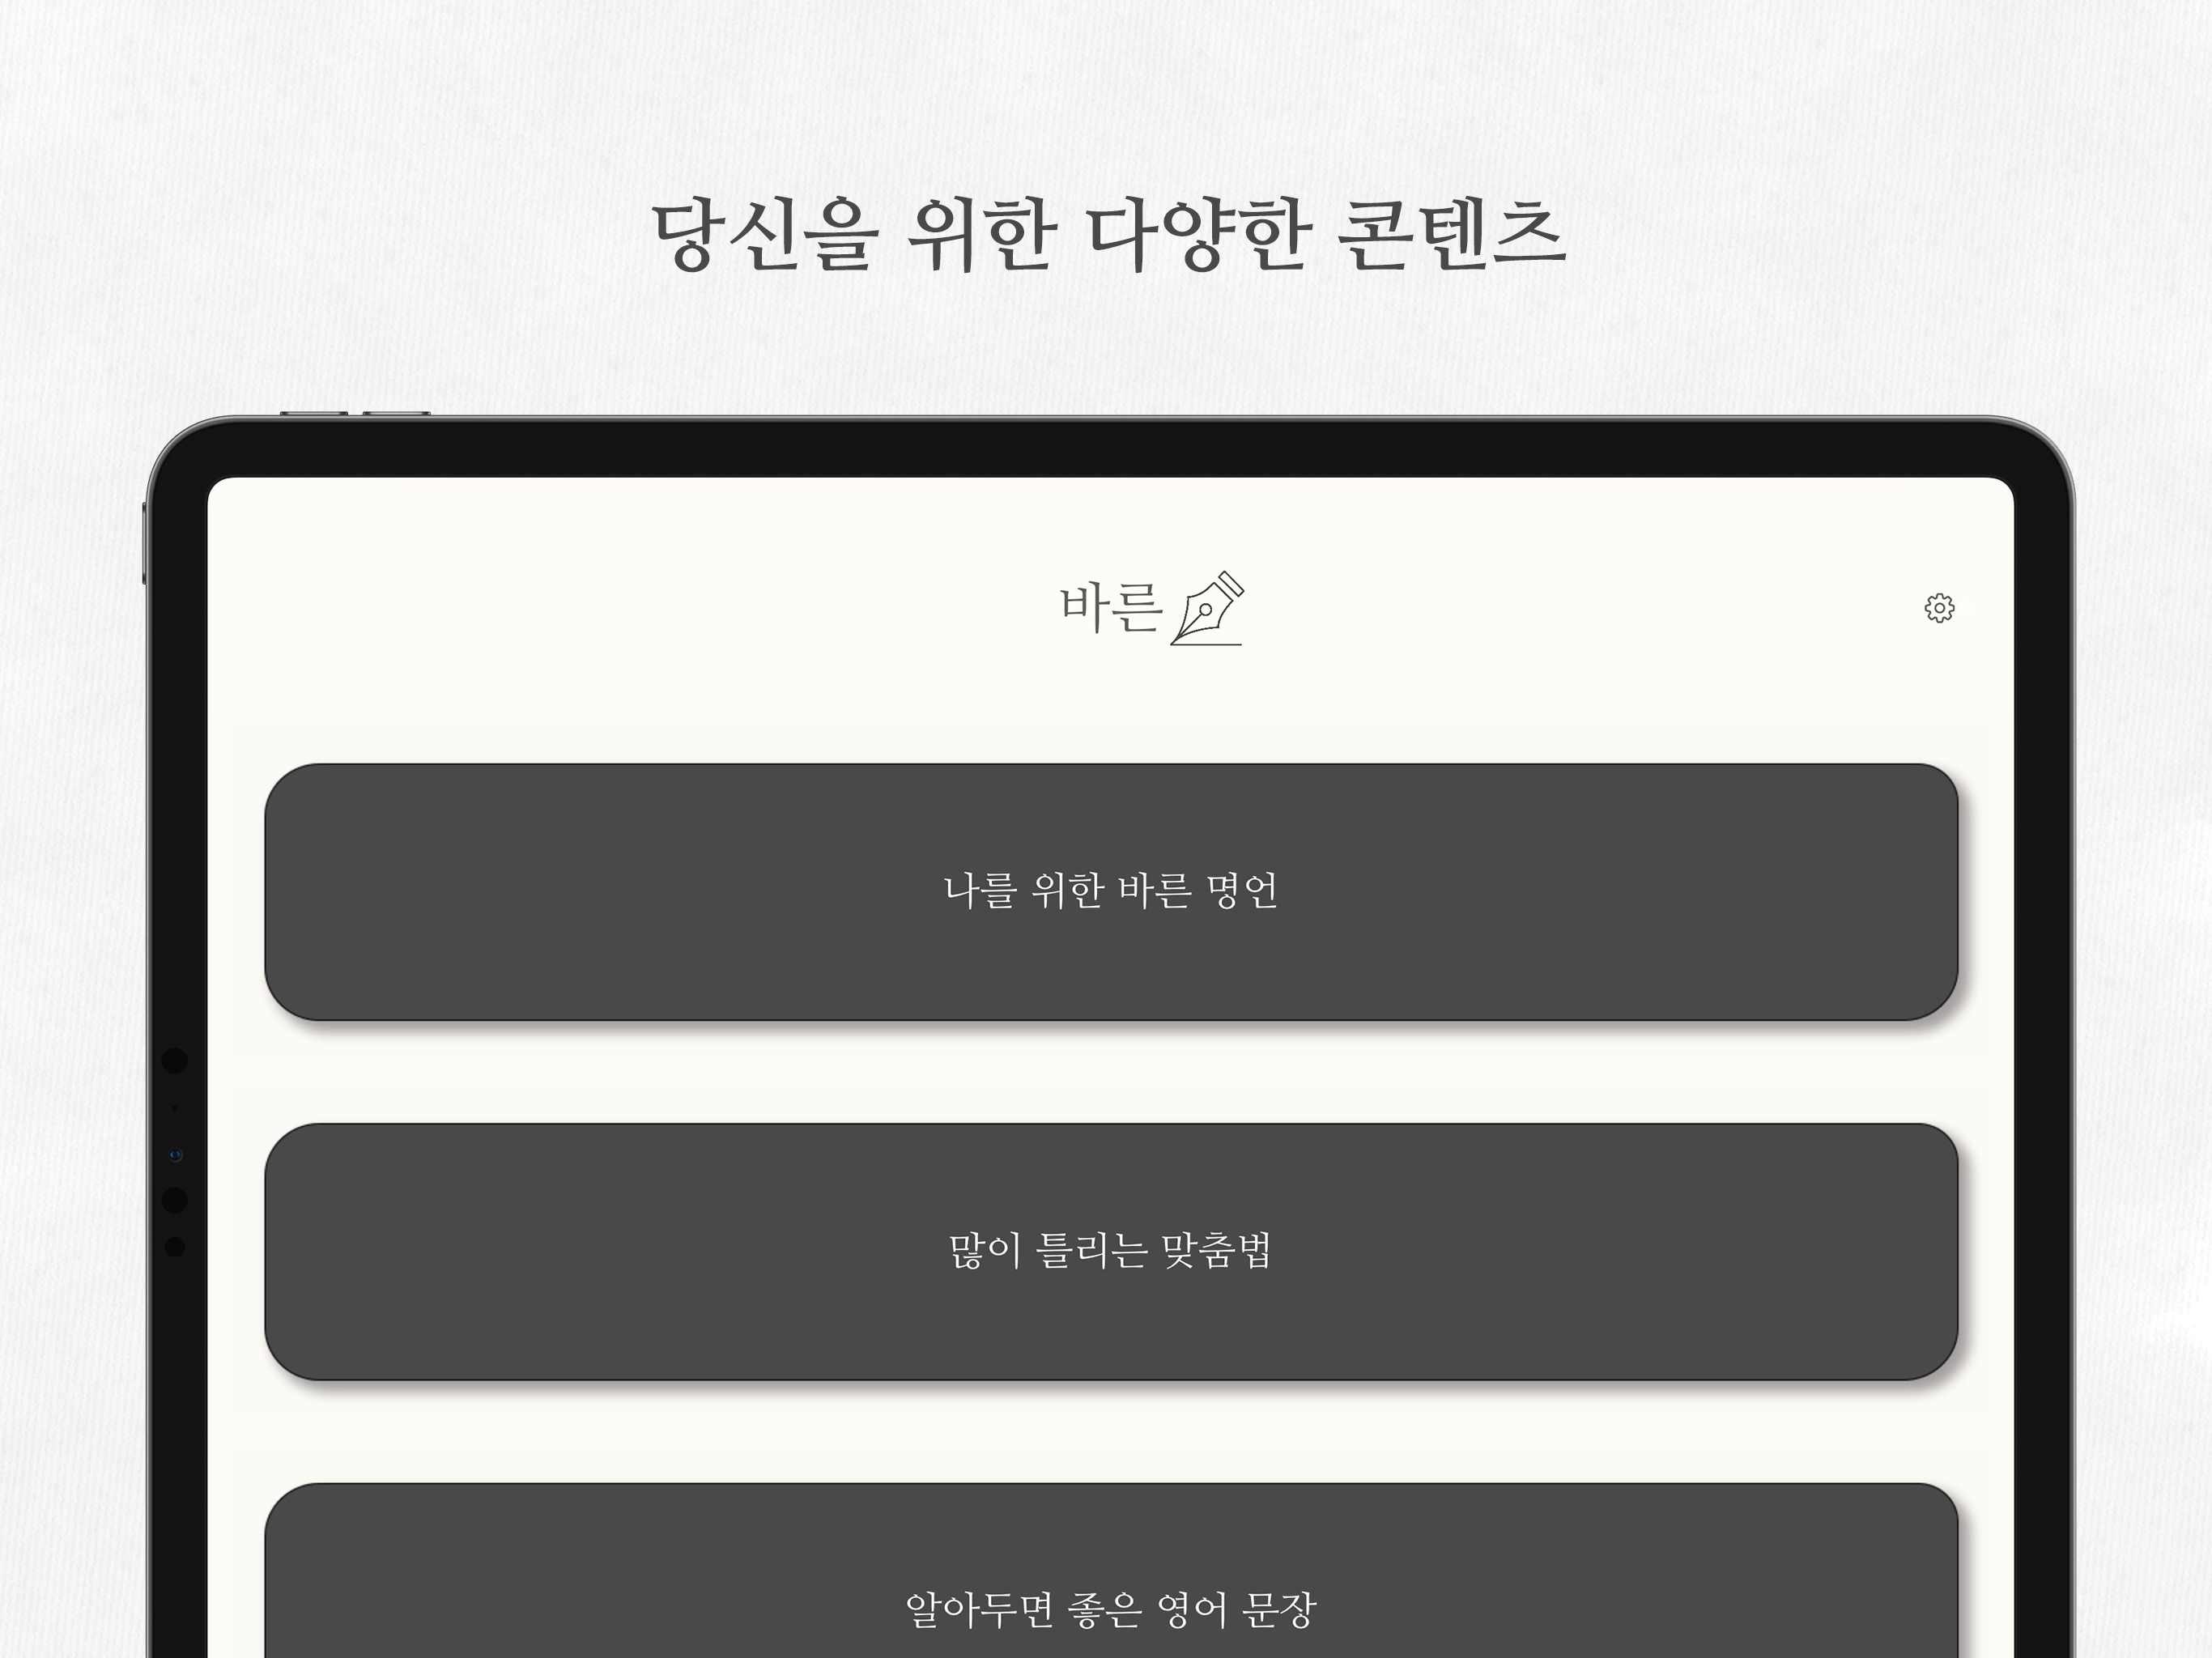 당신을 위한 다양한 콘텐츠
바른
나를 위한 바른 명언
많이 틀리는 맞춤법
알아두면 좋은 영어 문장